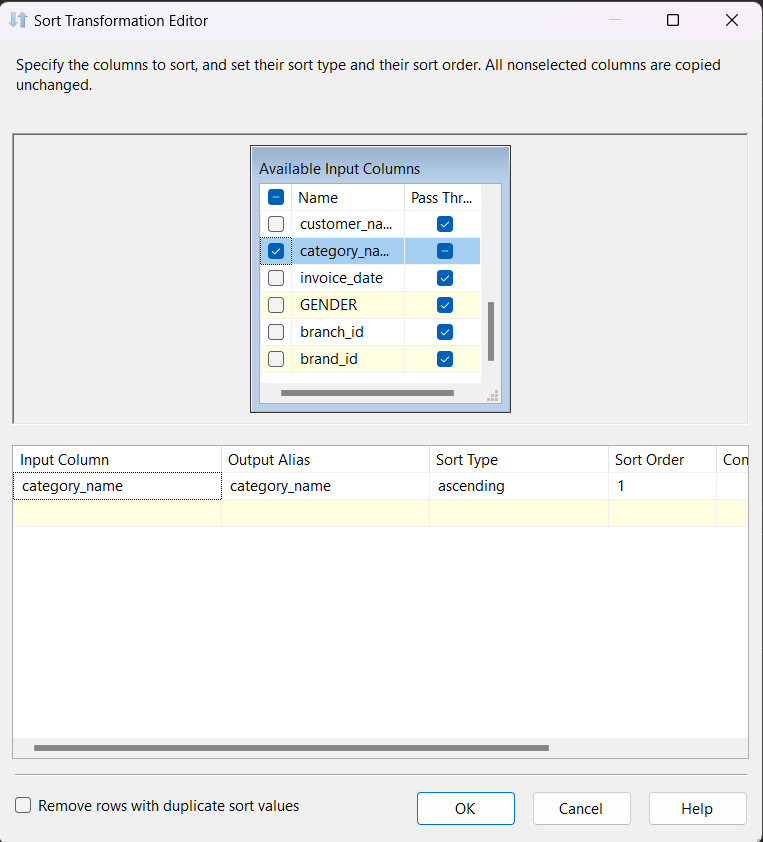 Sort Transformation Editor
Specify the columns to sort, and set their sort type and their sort order. All nonselected columns are copied
unchanged.
Available Input Columns
Name Pass Thr...
customer_na...
category_na...
invoice_date
GENDER
branch_id
brand_id
Input Column Output Alias Sort Type Sort Order Com
category_name category_name ascending 1
Remove rows with duplicate sort values
OK Cancel Help